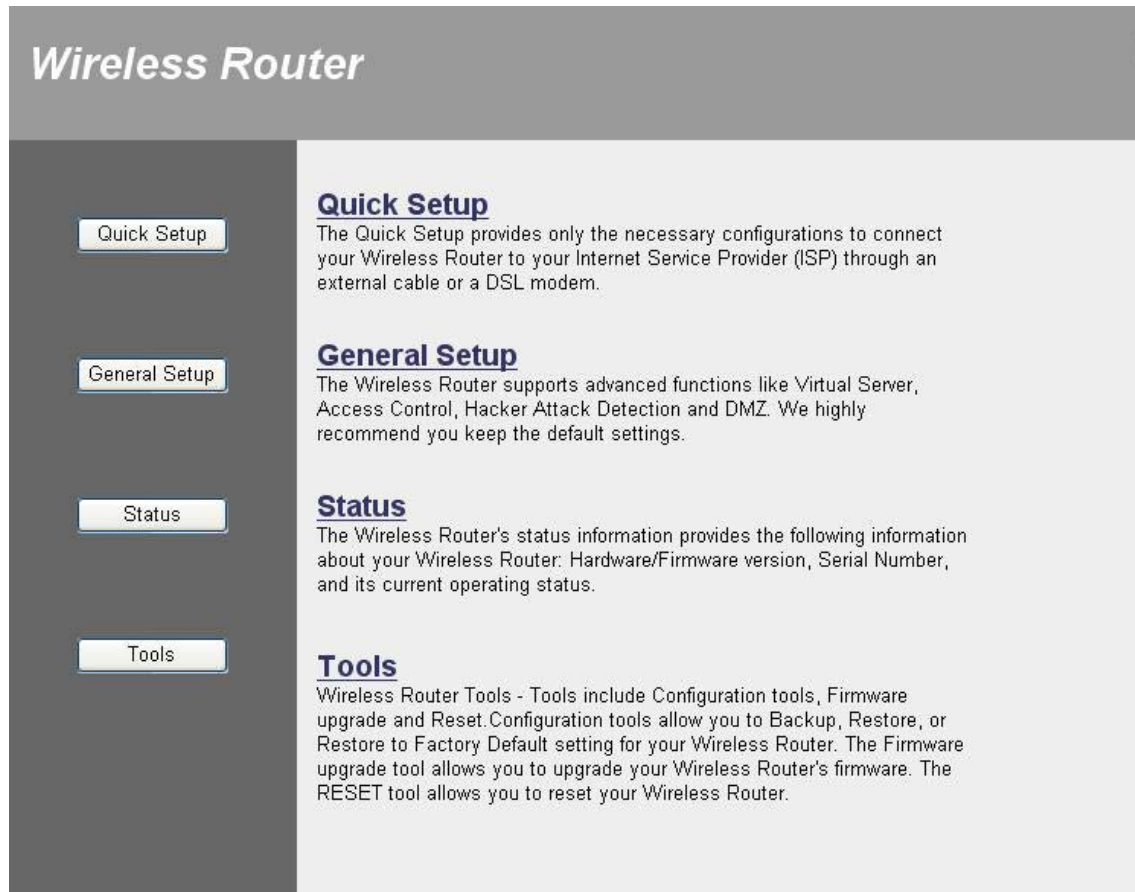 Wireless Router
Quick Setup
Quick Setup
The Quick Setup provides only the necessary configurations to connect
your Wireless Router to your Internet Service Provider (ISP) through an
external cable or a DSL modem.
General Setup
General Setup
The Wireless Router supports advanced functions like Virtual Server,
Access Control, Hacker Attack Detection and DMZ. We highly
recommend you keep the default settings.
Status
Status
The Wireless Router's status information provides the following information
about your Wireless Router: Hardware/Firmware version, Serial Number,
and its current operating status.
Tools
Tools
Wireless Router Tools - Tools include Configuration tools, Firmware
upgrade and Reset.Configuration tools allow you to Backup, Restore, or
Restore to Factory Default setting for your Wireless Router. The Firmware
upgrade tool allows you to upgrade your Wireless Router's firmware. The
RESET tool allows you to reset your Wireless Router.